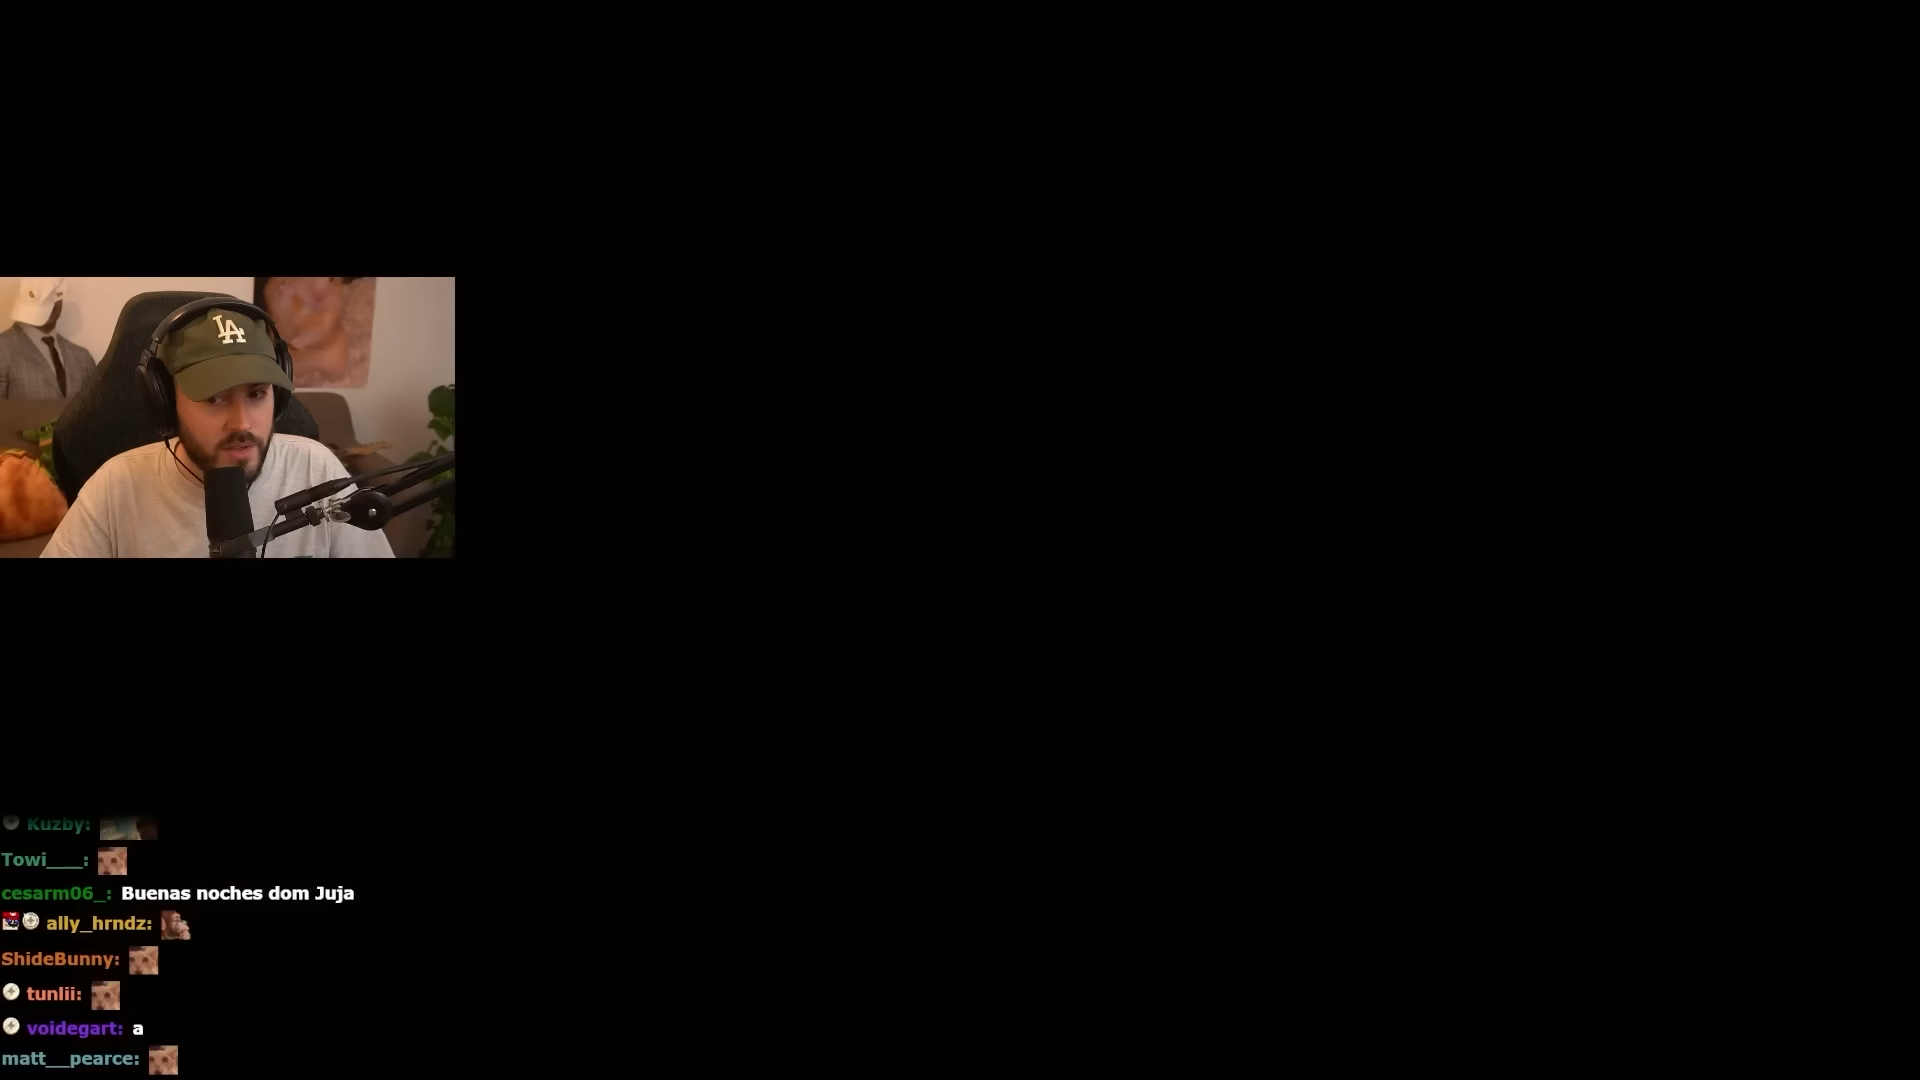 LA
Kuzby:
Towi___:
cesarm06_: Buenas noches dom Juja
ally_hrndz:
ShideBunny:
tunlii:
voidegart: a
matt__pearce: